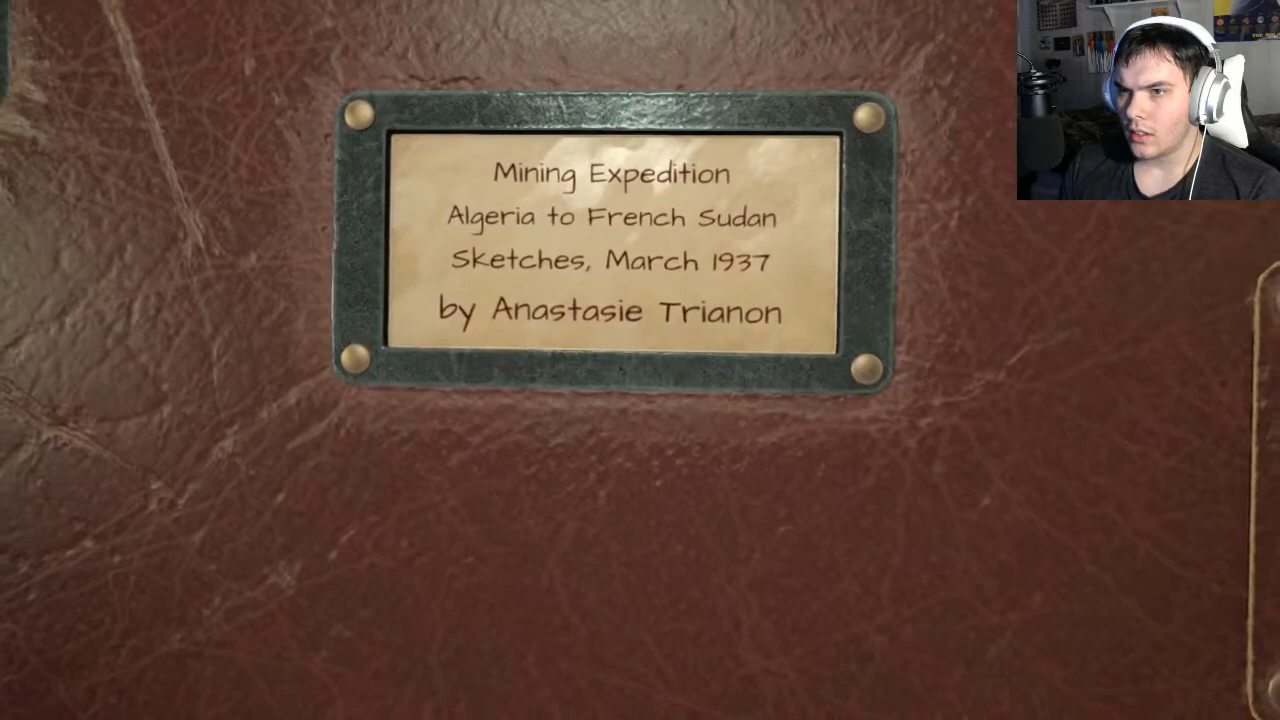 Mining Expedition
Algeria to French Sudan
Sketches, March 1937
by Anastasie Trianon